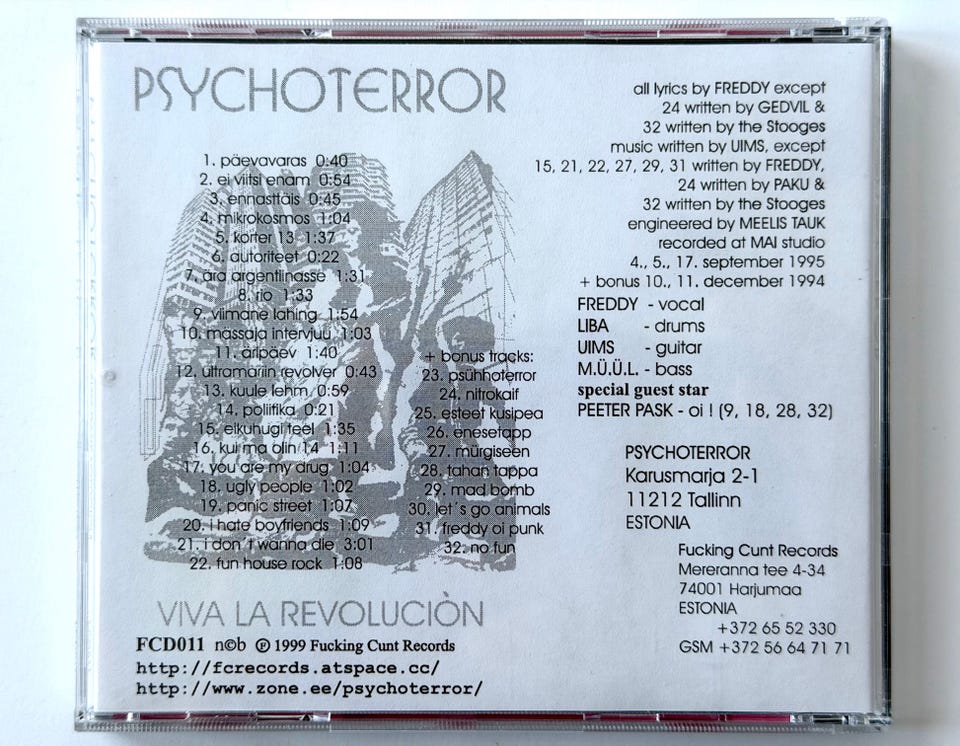 PSYCHOTERROR
1. päevavaras 0:40
2. ei viitsi enam 0:54
3. ennasttäis 0:45
4. mikrokosmos 1:04
5. korter 13 1:37
6. autoriteet 0:22
7. ära argentiinasse 1:31
8. rio 1:33
9. viimane lahing 1:54
10. massaja intervjuu 1:03
11. äripäev 1:40
12. ultramariin revolver 0:43
13. kuule lehm 0:59
14. poliitika 0:21
15. eikuhugi teel 1:35
16. kui ma olin 14 1:11
17. you are my drug 1:04
18. ugly people 1:02
19. panic street 1:07
20. i hate boyfriends 1:09
21. i don´t wanna die 3:01
22. fun house rock 1:08
+ bonus tracks:
23. psühhoterror
24. nitrokaif
25. esteet kusipea
26. enesetapp
27. mürgiseen
28. tahan tappa
29. mad bomb
30. let´s go animals
31. freddy oi punk
32. no fun
all lyrics by FREDDY except
24 written by GEDVIL &
32 written by the Stooges
music written by UIMS, except
15, 21, 22, 27, 29, 31 written by FREDDY,
24 written by PAKU &
32 written by the Stooges
engineered by MEELIS TAUK
recorded at MAI studio
4., 5., 17. september 1995
+ bonus 10., 11. december 1994
FREDDY - vocal
LIBA - drums
UIMS - guitar
M.Ü.Ü.L. - bass
special guest star
PEETER PASK - oi ! (9, 18, 28, 32)
PSYCHOTERROR
Karusmarja 2-1
11212 Tallinn
ESTONIA
Fucking Cunt Records
Mereranna tee 4-34
74001 Harjumaa
ESTONIA
+372 65 52 330
GSM +372 56 64 71 71
VIVA LA REVOLUCIÒN
FCD011 n©b ℗ 1999 Fucking Cunt Records
http://fcrecords.atspace.cc/
http://www.zone.ee/psychoterror/